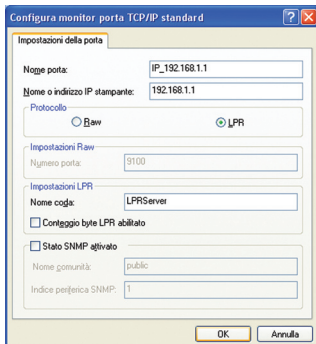 Configura monitor porta TCP/IP standard
Impostazioni della porta
Nome porta: IP_192.168.1.1
Nome o indirizzo IP stampante: 192.168.1.1
Protocollo
Raw LPR
Impostazioni Raw
Numero porta: 9100
Impostazioni LPR
Nome coda: LPRServer
Conteggio byte LPR abilitato
Stato SNMP attivato
Nome comunità: public
Indice periferica SNMP: 1
OK Annulla